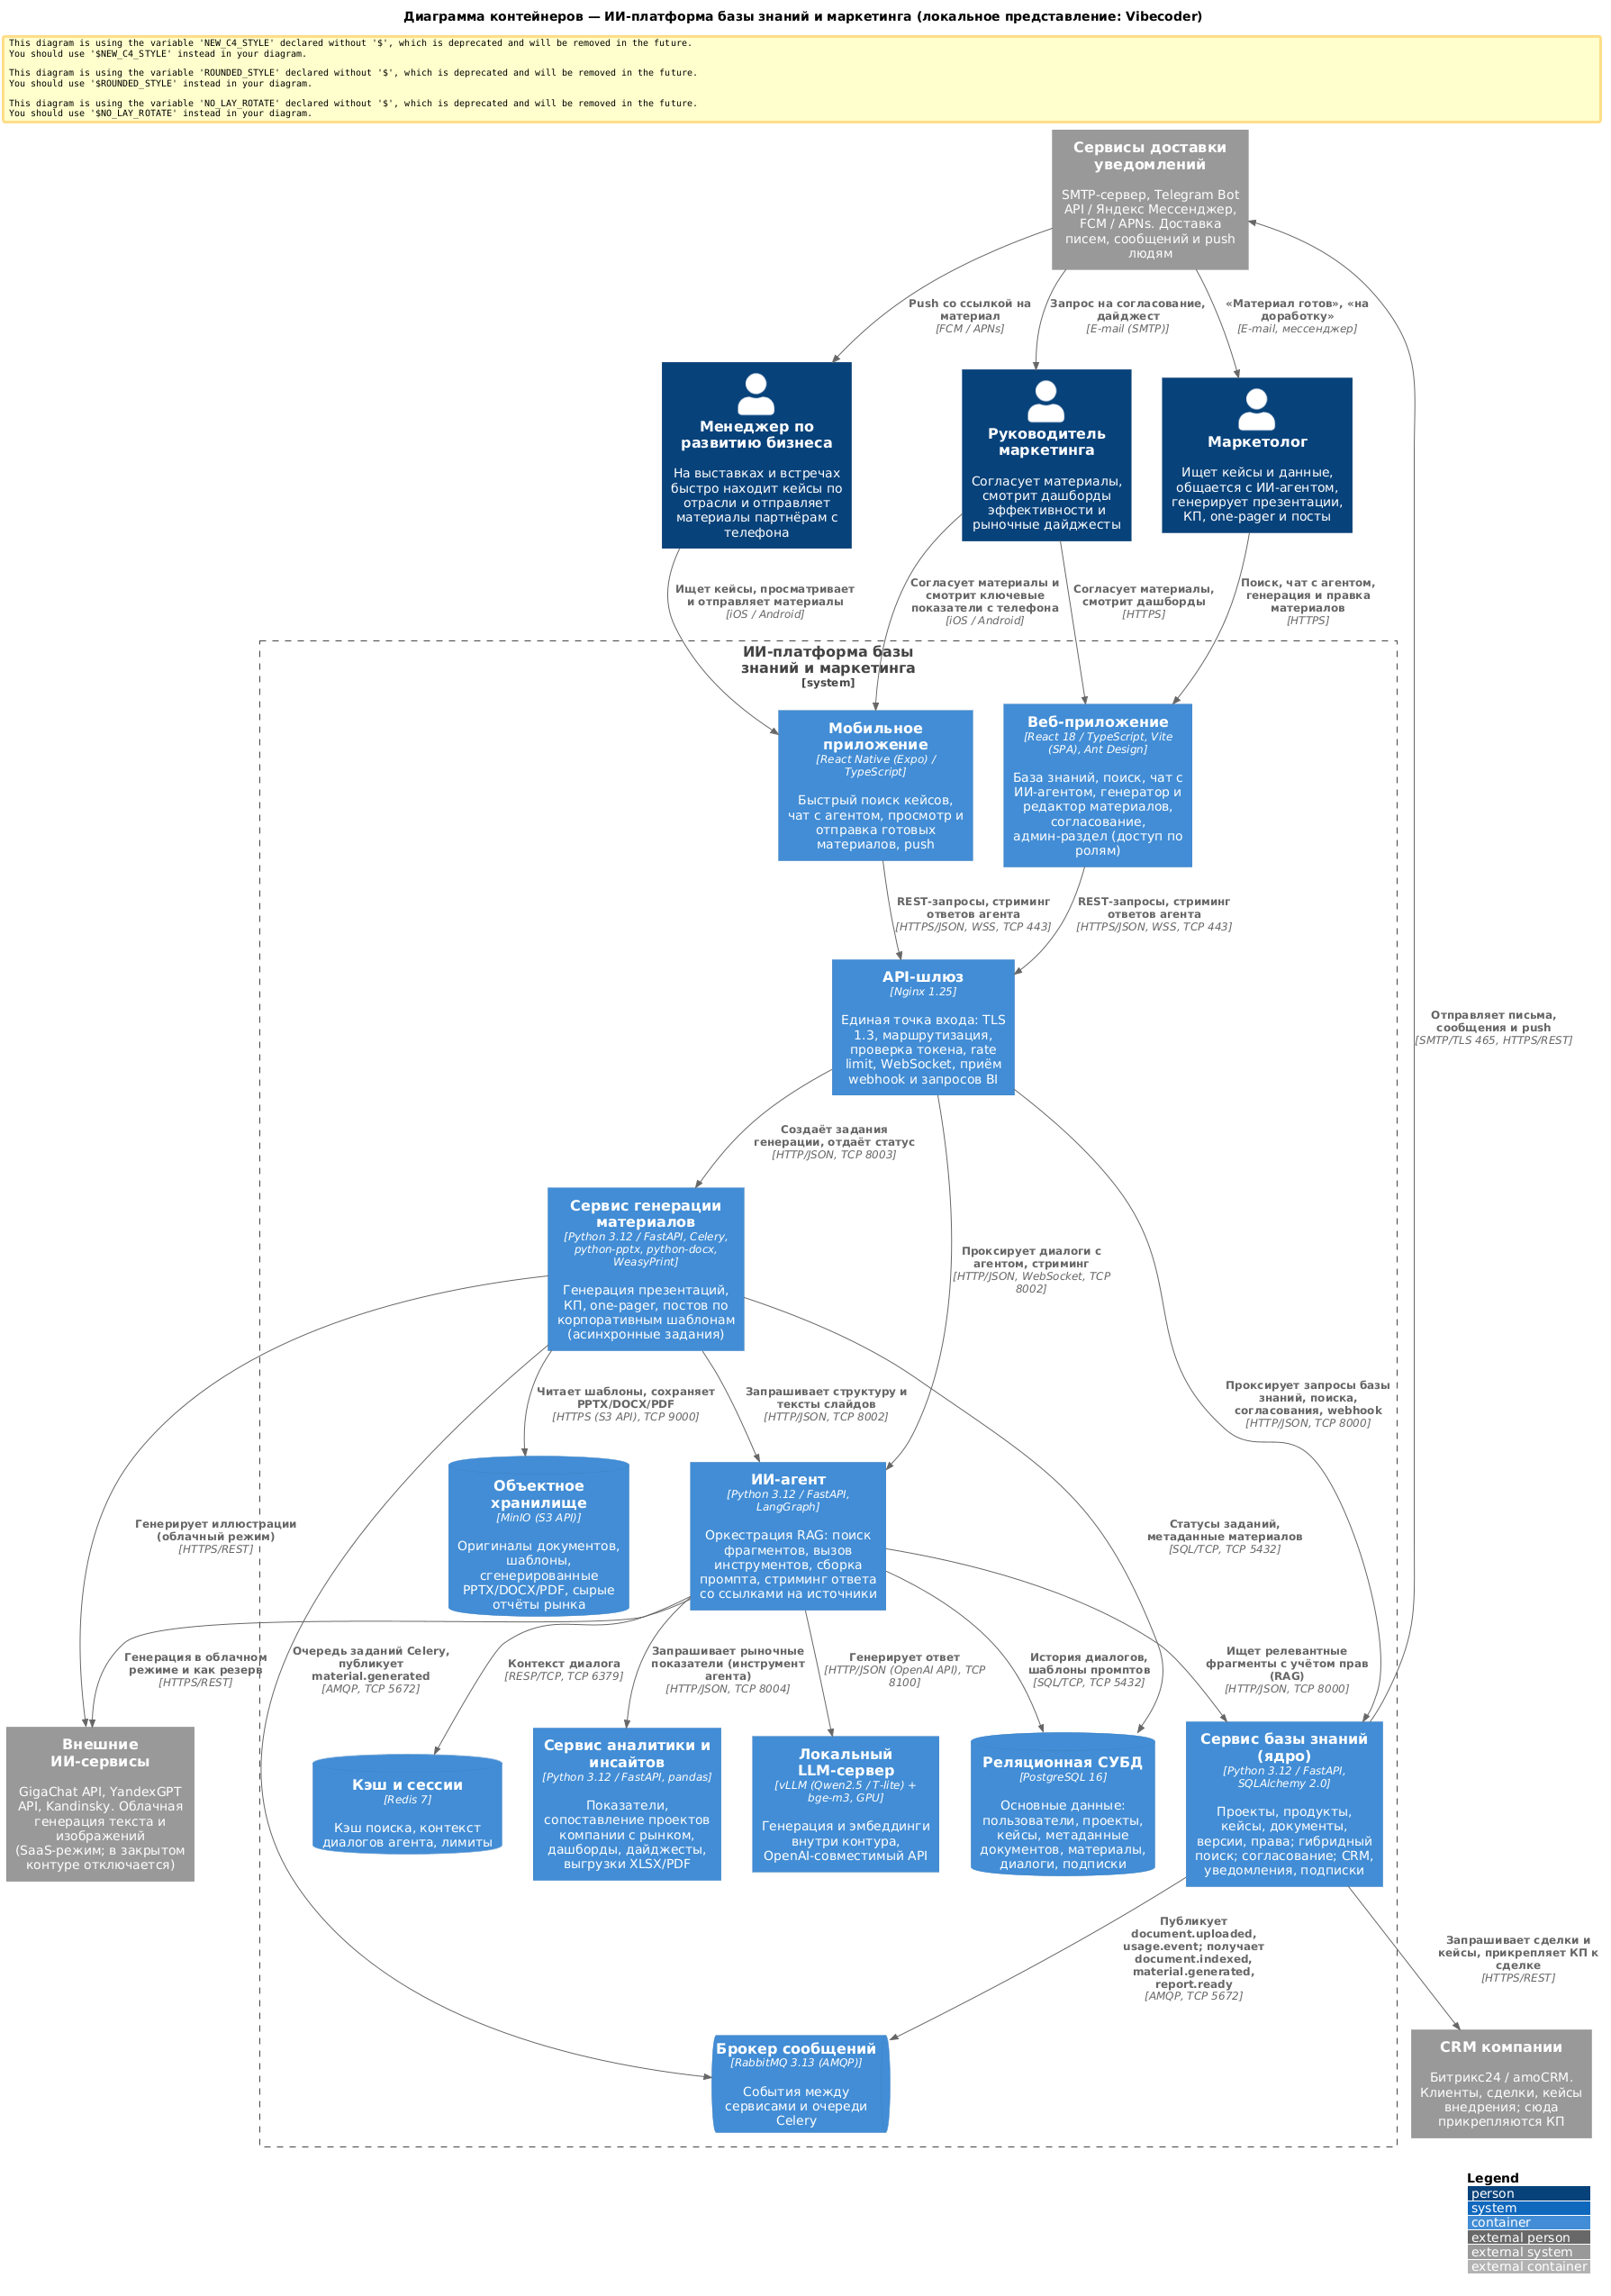 Диаграмма контейнеров — ИИ-платформа базы знаний и маркетинга (локальное представление: Vibecoder)
This diagram is using the variable 'NEW_C4_STYLE' declared without '$', which is deprecated and will be removed in the future.
You should use '$NEW_C4_STYLE' instead in your diagram.
This diagram is using the variable 'ROUNDED_STYLE' declared without '$', which is deprecated and will be removed in the future.
You should use '$ROUNDED_STYLE' instead in your diagram.
This diagram is using the variable 'NO_LAY_ROTATE' declared without '$', which is deprecated and will be removed in the future.
You should use '$NO_LAY_ROTATE' instead in your diagram.
Сервисы доставки
уведомлений
SMTP-сервер, Telegram Bot
API / Яндекс Мессенджер,
FCM / APNs. Доставка
писем, сообщений и push
людям
Push со ссылкой на
материал
[FCM / APNs]
Запрос на согласование,
дайджест
[E-mail (SMTP)]
«Материал готов», «на
доработку»
[E-mail, мессенджер]
Менеджер по
развитию бизнеса
На выставках и встречах
быстро находит кейсы по
отрасли и отправляет
материалы партнёрам с
телефона
Руководитель
маркетинга
Согласует материалы,
смотрит дашборды
эффективности и
рыночные дайджесты
Маркетолог
Ищет кейсы и данные,
общается с ИИ-агентом,
генерирует презентации,
КП, one-pager и посты
Ищет кейсы, просматривает
и отправляет материалы
[iOS / Android]
Согласует материалы и
смотрит ключевые
показатели с телефона
[iOS / Android]
Согласует материалы,
смотрит дашборды
[HTTPS]
Поиск, чат с агентом,
генерация и правка
материалов
[HTTPS]
ИИ-платформа базы
знаний и маркетинга
[system]
Мобильное
приложение
[React Native (Expo) /
TypeScript]
Быстрый поиск кейсов,
чат с агентом, просмотр и
отправка готовых
материалов, push
Веб-приложение
[React 18 / TypeScript, Vite
(SPA), Ant Design]
База знаний, поиск, чат с
ИИ-агентом, генератор и
редактор материалов,
согласование,
админ-раздел (доступ по
ролям)
REST-запросы, стриминг
ответов агента
[HTTPS/JSON, WSS, TCP 443]
REST-запросы, стриминг
ответов агента
[HTTPS/JSON, WSS, TCP 443]
API-шлюз
[Nginx 1.25]
Единая точка входа: TLS
1.3, маршрутизация,
проверка токена, rate
limit, WebSocket, приём
webhook и запросов BI
Отправляет письма,
сообщения и push
[SMTP/TLS 465, HTTPS/REST]
Создаёт задания
генерации, отдаёт статус
[HTTP/JSON, TCP 8003]
Сервис генерации
материалов
[Python 3.12 / FastAPI, Celery,
python-pptx, python-docx,
WeasyPrint]
Генерация презентаций,
КП, one-pager, постов по
корпоративным шаблонам
(асинхронные задания)
Проксирует диалоги с
агентом, стриминг
[HTTP/JSON, WebSocket, TCP
8002]
Читает шаблоны, сохраняет
PPTX/DOCX/PDF
[HTTPS (S3 API), TCP 9000]
Запрашивает структуру и
тексты слайдов
[HTTP/JSON, TCP 8002]
Проксирует запросы базы
знаний, поиска,
согласования, webhook
[HTTP/JSON, TCP 8000]
Объектное
хранилище
[MinIO (S3 API)]
Оригиналы документов,
шаблоны,
сгенерированные
PPTX/DOCX/PDF, сырые
отчёты рынка
ИИ-агент
[Python 3.12 / FastAPI,
LangGraph]
Оркестрация RAG: поиск
фрагментов, вызов
инструментов, сборка
промпта, стриминг ответа
со ссылками на источники
Генерирует иллюстрации
(облачный режим)
[HTTPS/REST]
Статусы заданий,
метаданные материалов
[SQL/TCP, TCP 5432]
Генерация в облачном
режиме и как резерв
[HTTPS/REST]
Очередь заданий Celery,
публикует
material.generated
[AMQP, TCP 5672]
Контекст диалога
[RESP/TCP, TCP 6379]
Запрашивает рыночные
показатели (инструмент
агента)
[HTTP/JSON, TCP 8004]
Генерирует ответ
[HTTP/JSON (OpenAI API), TCP
8100]
История диалогов,
шаблоны промптов
[SQL/TCP, TCP 5432]
Ищет релевантные
фрагменты с учётом прав
(RAG)
[HTTP/JSON, TCP 8000]
Внешние
ИИ-сервисы
GigaChat API, YandexGPT
API, Kandinsky. Облачная
генерация текста и
изображений
(SaaS-режим; в закрытом
контуре отключается)
Кэш и сессии
[Redis 7]
Кэш поиска, контекст
диалогов агента, лимиты
Сервис аналитики и
инсайтов
[Python 3.12 / FastAPI, pandas]
Показатели,
сопоставление проектов
компании с рынком,
дашборды, дайджесты,
выгрузки XLSX/PDF
Локальный
LLM-сервер
[vLLM (Qwen2.5 / T-lite) +
bge-m3, GPU]
Генерация и эмбеддинги
внутри контура,
OpenAI-совместимый API
Реляционная СУБД
[PostgreSQL 16]
Основные данные:
пользователи, проекты,
кейсы, метаданные
документов, материалы,
диалоги, подписки
Сервис базы знаний
(ядро)
[Python 3.12 / FastAPI,
SQLAlchemy 2.0]
Проекты, продукты,
кейсы, документы,
версии, права; гибридный
поиск; согласование; CRM,
уведомления, подписки
Публикует
document.uploaded,
usage.event; получает
document.indexed,
material.generated,
report.ready
[AMQP, TCP 5672]
Запрашивает сделки и
кейсы, прикрепляет КП к
сделке
[HTTPS/REST]
Брокер сообщений
[RabbitMQ 3.13 (AMQP)]
События между
сервисами и очереди
Celery
CRM компании
Битрикс24 / amoCRM.
Клиенты, сделки, кейсы
внедрения; сюда
прикрепляются КП
Legend
person
system
container
external person
external system
external container